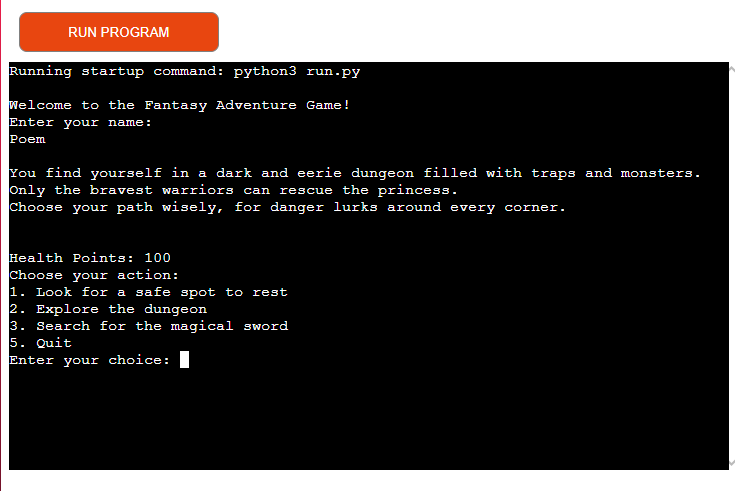 RUN PROGRAM
Running startup command: python3 run.py
Welcome to the Fantasy Adventure Game!
Enter your name:
Poem
You find yourself in a dark and eerie dungeon filled with traps and monsters.
Only the bravest warriors can rescue the princess.
Choose your path wisely, for danger lurks around every corner.
Health Points: 100
Choose your action:
1. Look for a safe spot to rest
2. Explore the dungeon
3. Search for the magical sword
5. Quit
Enter your choice: